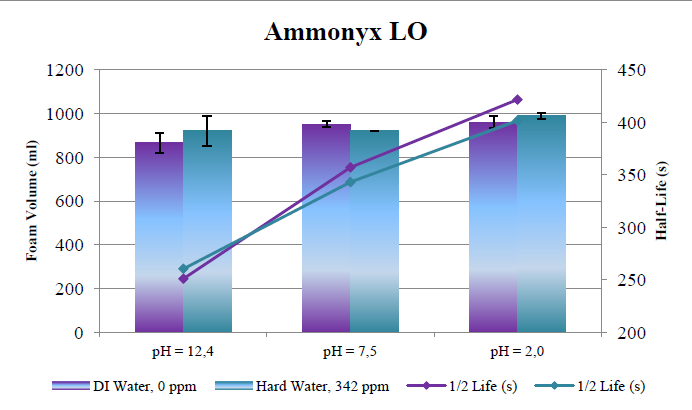 Ammonyx LO
1200
1000
800
600
400
200
0
Foam Volume (ml)
450
400
350
300
250
200
Half-Life (s)
pH = 12,4
pH = 7,5
pH = 2,0
DI Water, 0 ppm
Hard Water, 342 ppm
1/2 Life (s)
1/2 Life (s)